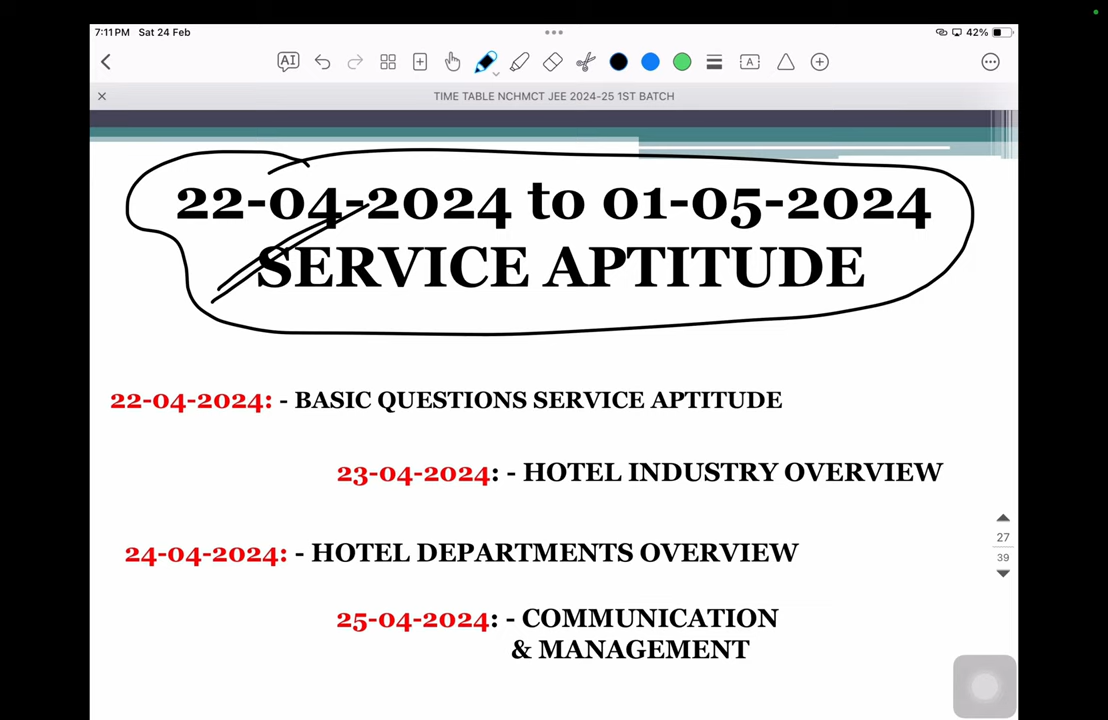 7:11 PM Sat 24 Feb
42%
AI
A
TIME TABLE NCHMCT JEE 2024-25 1ST BATCH
22-04-2024 to 01-05-2024
SERVICE APTITUDE
22-04-2024: - BASIC QUESTIONS SERVICE APTITUDE
23-04-2024: - HOTEL INDUSTRY OVERVIEW
27
39
24-04-2024: - HOTEL DEPARTMENTS OVERVIEW
25-04-2024: - COMMUNICATION
& MANAGEMENT